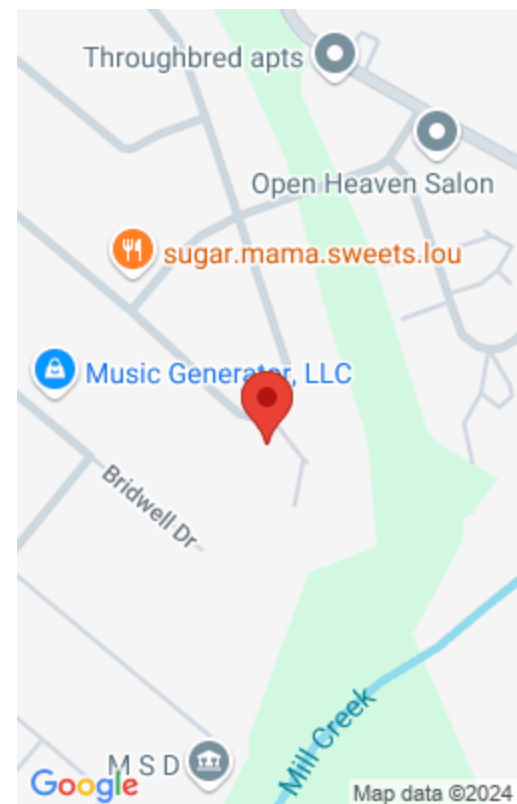 Throughbred apts
Open Heaven Salon
sugar.mama.sweets.lou
Music Generator, LLC
Bridwell Dr
Mill Creek
M S D
Google
Map data ©2024